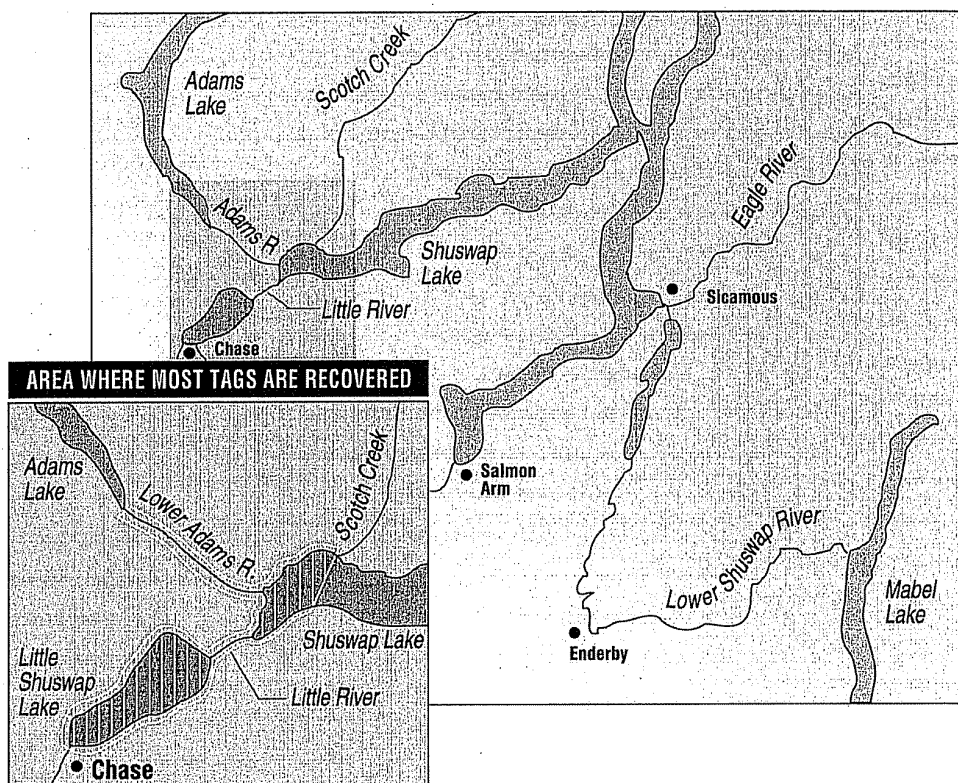 Adams
Lake
Scotch Creek
Adams R.
Shuswap
Lake
Eagle River
Sicamous
Little River
Chase
AREA WHERE MOST TAGS ARE RECOVERED
Adams
Lake
Lower Adams R.
Scotch Creek
Shuswap Lake
Little
Shuswap
Lake
Little River
Chase
Salmon
Arm
Lower Shuswap River
Mabel
Lake
Enderby